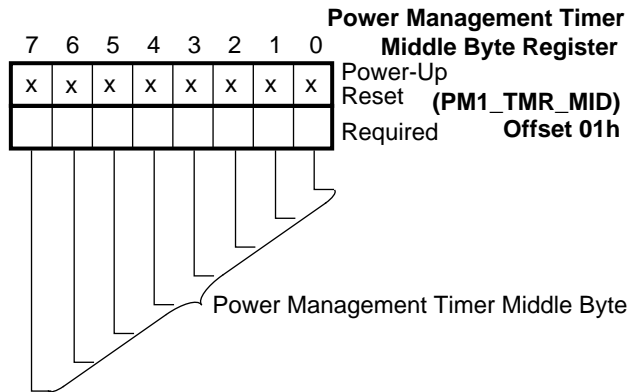 Power Management Timer
Middle Byte Register
7 6 5 4 3 2 1 0
x x x x x x x x
Power-Up
Reset
(PM1_TMR_MID)
Required
Offset 01h
Power Management Timer Middle Byte